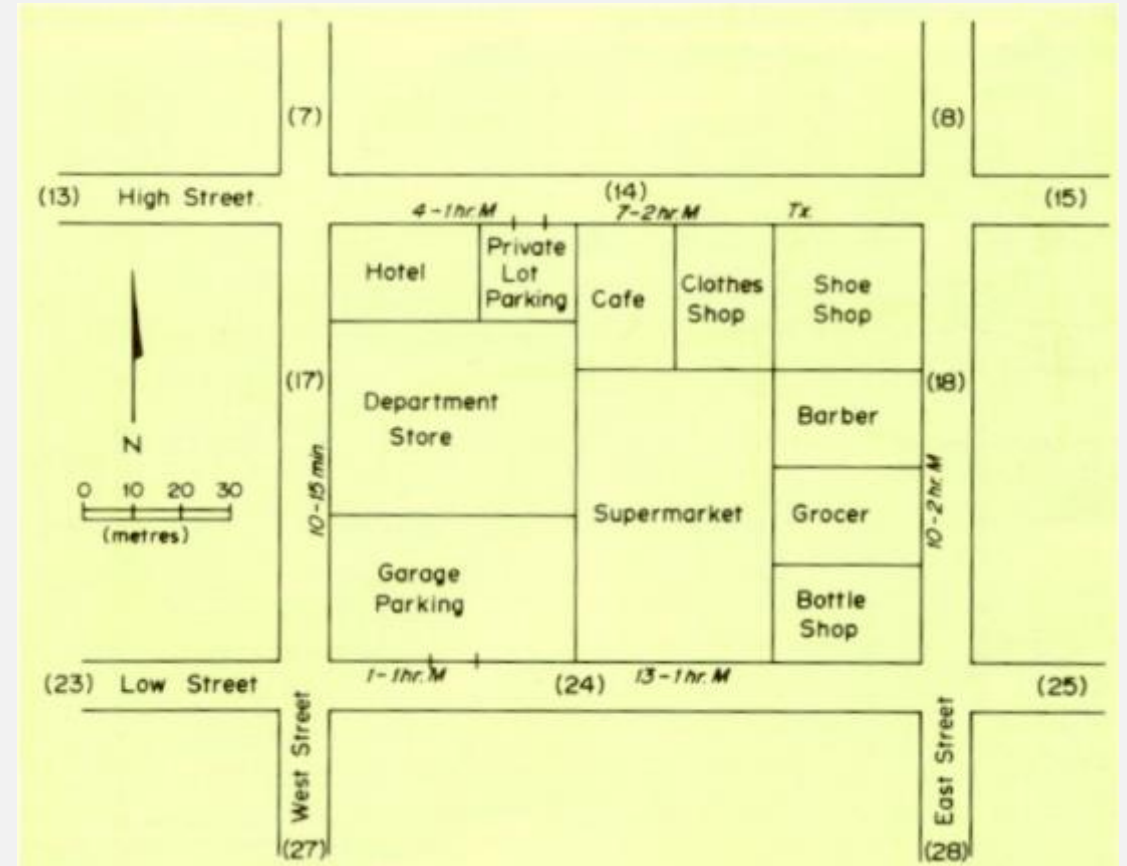 (7)
(8)
(13) High Street.
(14)
(15)
4-1hr. M
7-2hr. M
Tx.
Hotel
Private
Lot
Parking
Cafe
Clothes
Shop
Shoe
Shop
(17)
(18)
Department
Store
Barber
N
0 10 20 30
(metres)
10-15 min
Supermarket
Grocer
10-2hr. M
Garage
Parking
Bottle
Shop
(23) Low Street
1-1hr. M
(24)
13-1hr. M
(25)
West Street
East Street
(27)
(28)